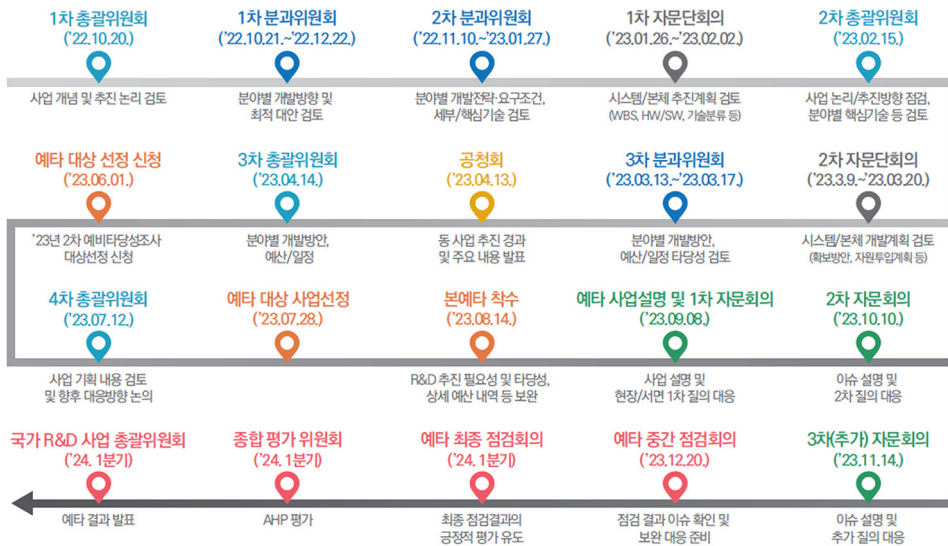 1차 총괄위원회
('22.10.20.)
사업 개념 및 추진 논리 검토
1차 분과위원회
('22.10.21.~'22.12.22.)
분야별 개발방향 및
최적 대안 검토
2차 분과위원회
('22.11.10.~'23.01.27.)
분야별 개발전략·요구조건,
세부/핵심기술 검토
1차 자문단회의
('23.01.26.~'23.02.02.)
시스템/본체 추진계획 검토
(WBS, HW/SW, 기술분류 등)
2차 총괄위원회
('23.02.15.)
사업 논리/추진방향 점검,
분야별 핵심기술 등 검토
예타 대상 선정 신청
('23.06.01.)
'23년 2차 예비타당성조사
대상선정 신청
3차 총괄위원회
('23.04.14.)
분야별 개발방안,
예산/일정
공청회
('23.04.13.)
동 사업 추진 경과
및 주요 내용 발표
3차 분과위원회
('23.03.13.~'23.03.17.)
분야별 개발방안,
예산/일정 타당성 검토
2차 자문단회의
('23.3.9.~'23.03.20.)
시스템/본체 개발계획 검토
(확보방안, 자원투입계획 등)
4차 총괄위원회
('23.07.12.)
사업 기획 내용 검토
및 향후 대응방향 논의
예타 대상 사업선정
('23.07.28.)
본예타 착수
('23.08.14.)
R&D 추진 필요성 및 타당성,
상세 예산 내역 등 보완
예타 사업설명 및 1차 자문회의
('23.09.08.)
사업 설명 및
현장/서면 1차 질의 대응
2차 자문회의
('23.10.10.)
이슈 설명 및
2차 질의 대응
국가 R&D 사업 총괄위원회
('24. 1분기)
예타 결과 발표
종합 평가 위원회
('24. 1분기)
AHP 평가
예타 최종 점검회의
('24. 1분기)
최종 점검결과의
긍정적 평가 유도
예타 중간 점검회의
('23.12.20.)
점검 결과 이슈 확인 및
보완 대응 준비
3차(추가) 자문회의
('23.11.14.)
이슈 설명 및
추가 질의 대응